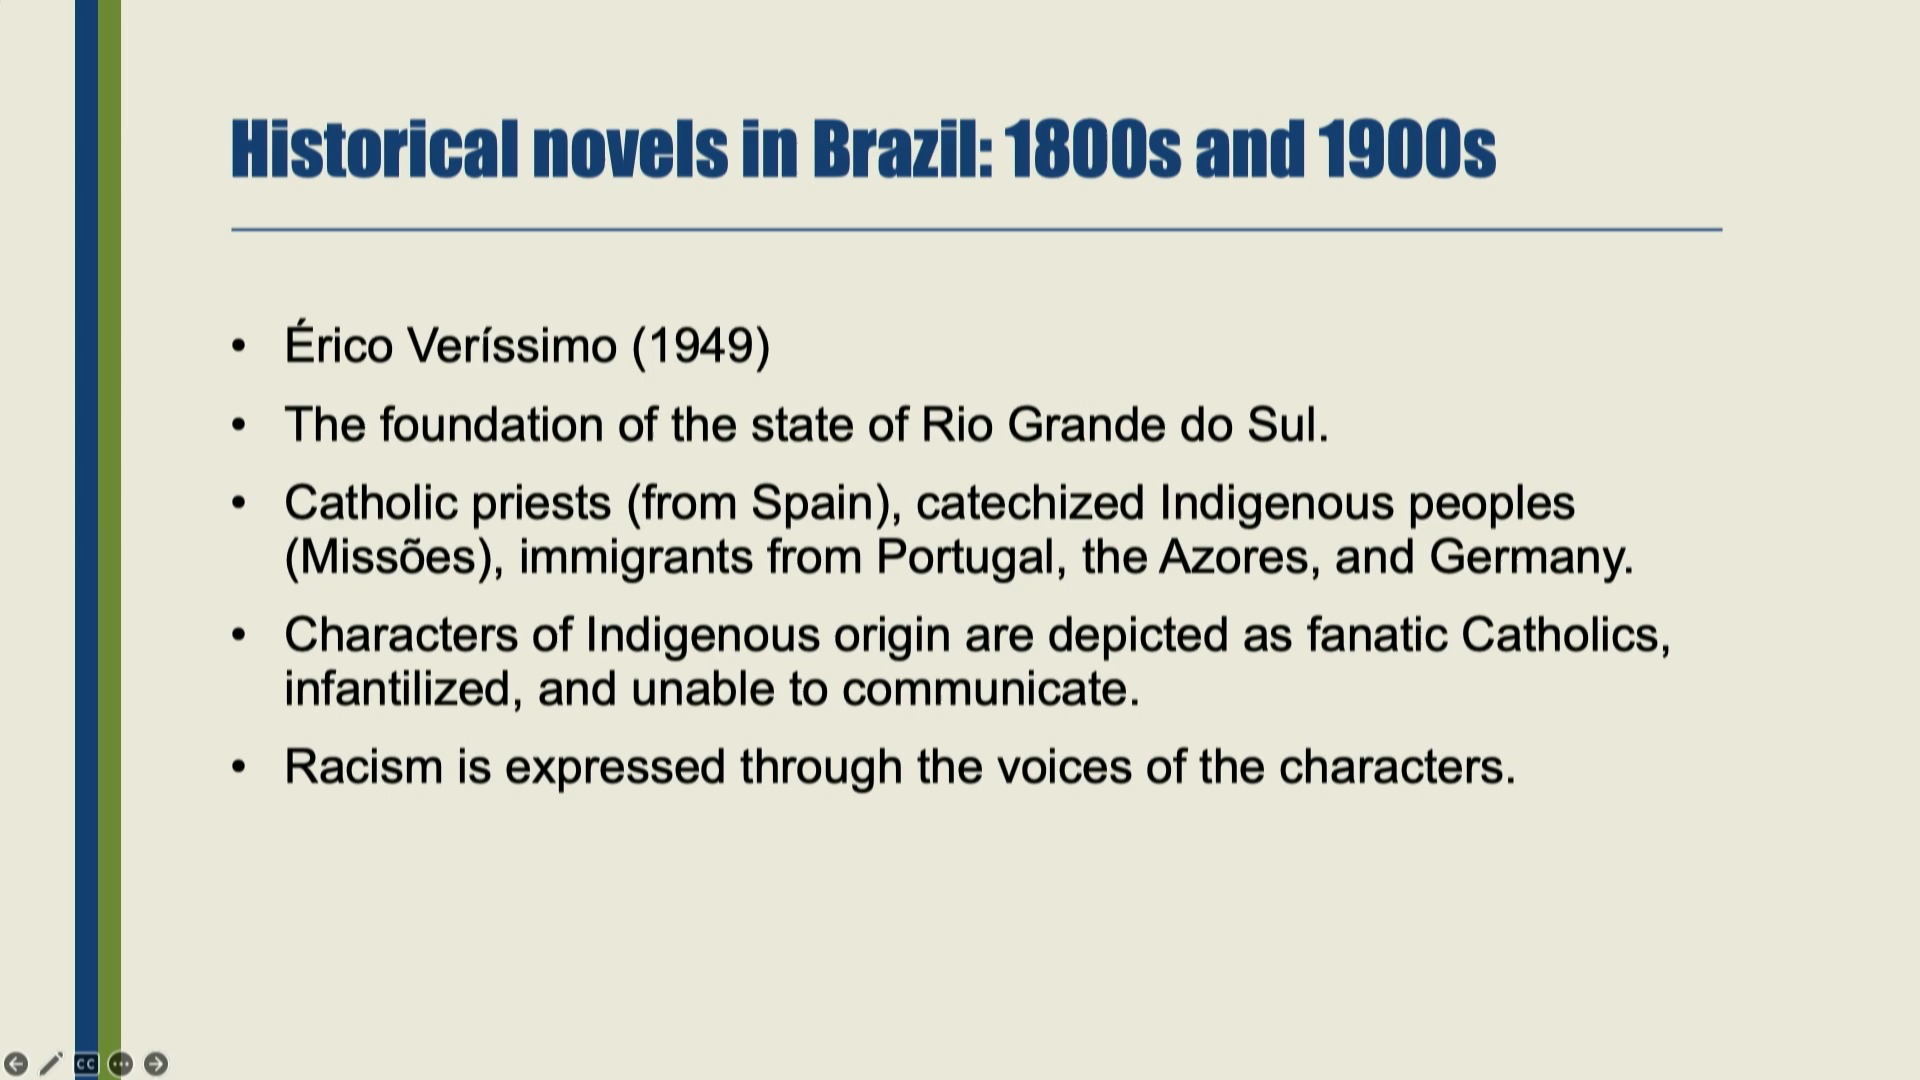 Historical novels in Brazil: 1800s and 1900s
• Érico Veríssimo (1949)
• The foundation of the state of Rio Grande do Sul.
• Catholic priests (from Spain), catechized Indigenous peoples
(Missões), immigrants from Portugal, the Azores, and Germany.
• Characters of Indigenous origin are depicted as fanatic Catholics,
infantilized, and unable to communicate.
• Racism is expressed through the voices of the characters.
CC